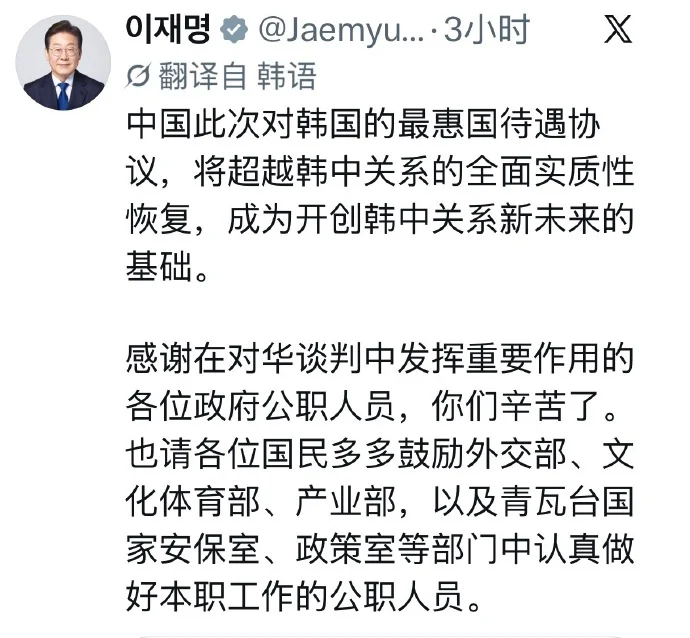 이재명 @Jaemyu... · 3小时
翻译自 韩语
中国此次对韩国的最惠国待遇协
议，将超越韩中关系的全面实质性
恢复，成为开创韩中关系新未来的
基础。
感谢在对华谈判中发挥重要作用的
各位政府公职人员，你们辛苦了。
也请各位国民多多鼓励外交部、文
化体育部、产业部，以及青瓦台国
家安保室、政策室等部门中认真做
好本职工作的公职人员。